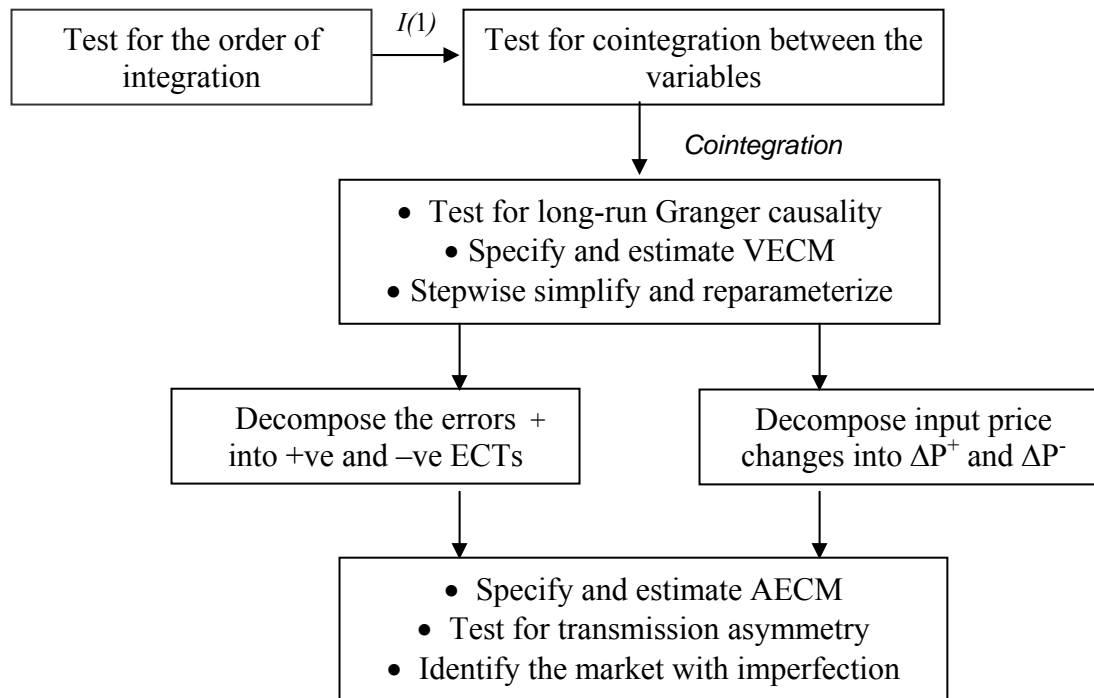 Test for the order of
integration
I(1)
Test for cointegration between the
variables
Cointegration
• Test for long-run Granger causality
• Specify and estimate VECM
• Stepwise simplify and reparameterize
Decompose the errors +
into +ve and –ve ECTs
Decompose input price
changes into ΔP⁺ and ΔP⁻
• Specify and estimate AECM
• Test for transmission asymmetry
• Identify the market with imperfection